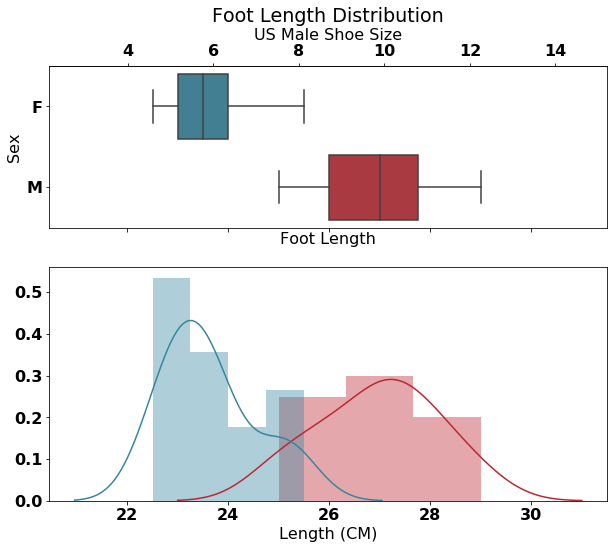 Foot Length Distribution
US Male Shoe Size
4 6 8 10 12 14
Sex
F
M
Foot Length
0.5
0.4
0.3
0.2
0.1
0.0
22 24 26 28 30
Length (CM)